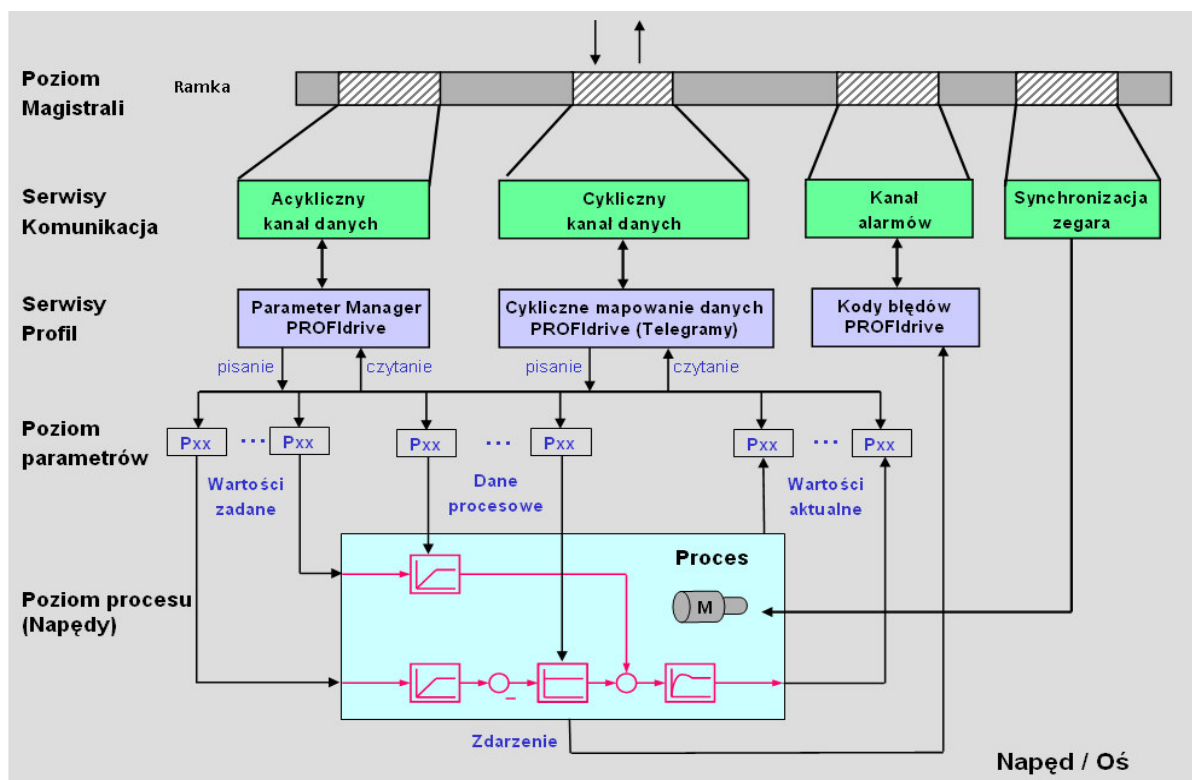 Poziom
Magistrali
Ramka
Serwisy
Komunikacja
Acykliczny
kanał danych
Cykliczny
kanał danych
Kanał
alarmów
Synchronizacja
zegara
Serwisy
Profil
Parameter Manager
PROFIdrive
Cykliczne mapowanie danych
PROFIdrive (Telegramy)
Kody błędów
PROFIdrive
pisanie
czytanie
pisanie
czytanie
Poziom
parametrów
Pxx ... Pxx
Pxx ... Pxx
Pxx ... Pxx
Wartości
zadane
Dane
procesowe
Wartości
aktualne
Poziom procesu
(Napędy)
Proces
M
Zdarzenie
Napęd / Oś